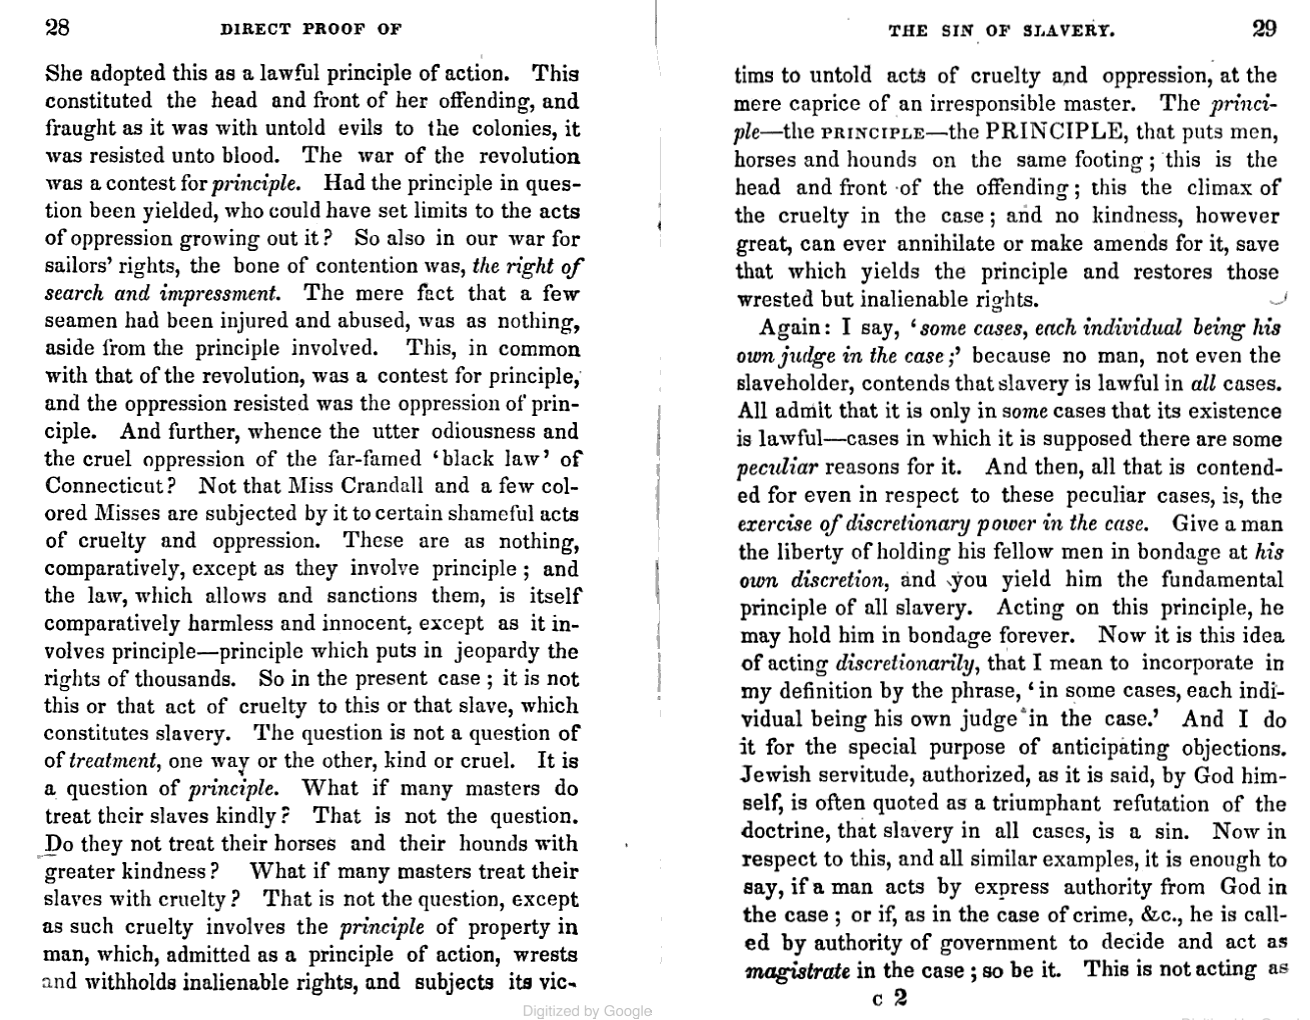 28
DIRECT PROOF OF
She adopted this as a lawful principle of action. This
constituted the head and front of her offending, and
fraught as it was with untold evils to the colonies, it
was resisted unto blood. The war of the revolution
was a contest for principle. Had the principle in ques-
tion been yielded, who could have set limits to the acts
of oppression growing out it? So also in our war for
sailors' rights, the bone of contention was, the right of
search and impressment. The mere fact that a few
seamen had been injured and abused, was as nothing,
aside from the principle involved. This, in common
with that of the revolution, was a contest for principle,
and the oppression resisted was the oppression of prin-
ciple. And further, whence the utter odiousness and
the cruel oppression of the far-famed 'black law' of
Connecticut? Not that Miss Crandall and a few col-
ored Misses are subjected by it to certain shameful acts
of cruelty and oppression. These are as nothing,
comparatively, except as they involve principle; and
the law, which allows and sanctions them, is itself
comparatively harmless and innocent, except as it in-
volves principle—principle which puts in jeopardy the
rights of thousands. So in the present case; it is not
this or that act of cruelty to this or that slave, which
constitutes slavery. The question is not a question of
of treatment, one way or the other, kind or cruel. It is
a question of principle. What if many masters do
treat their slaves kindly? That is not the question.
Do they not treat their horses and their hounds with
greater kindness? What if many masters treat their
slaves with cruelty? That is not the question, except
as such cruelty involves the principle of property in
man, which, admitted as a principle of action, wrests
and withholds inalienable rights, and subjects its vic-
THE SIN OF SLAVERY.
29
tims to untold acts of cruelty and oppression, at the
mere caprice of an irresponsible master. The princi-
ple—the PRINCIPLE—the PRINCIPLE, that puts men,
horses and hounds on the same footing; this is the
head and front of the offending; this the climax of
the cruelty in the case; and no kindness, however
great, can ever annihilate or make amends for it, save
that which yields the principle and restores those
wrested but inalienable rights.
Again: I say, 'some cases, each individual being his
own judge in the case;' because no man, not even the
slaveholder, contends that slavery is lawful in all cases.
All admit that it is only in some cases that its existence
is lawful—cases in which it is supposed there are some
peculiar reasons for it. And then, all that is contend-
ed for even in respect to these peculiar cases, is, the
exercise of discretionary power in the case. Give a man
the liberty of holding his fellow men in bondage at his
own discretion, and you yield him the fundamental
principle of all slavery. Acting on this principle, he
may hold him in bondage forever. Now it is this idea
of acting discretionarily, that I mean to incorporate in
my definition by the phrase, 'in some cases, each indi-
vidual being his own judge in the case.' And I do
it for the special purpose of anticipating objections.
Jewish servitude, authorized, as it is said, by God him-
self, is often quoted as a triumphant refutation of the
doctrine, that slavery in all cases, is a sin. Now in
respect to this, and all similar examples, it is enough to
say, if a man acts by express authority from God in
the case; or if, as in the case of crime, &c., he is call-
ed by authority of government to decide and act as
magistrate in the case; so be it. This is not acting as
C 2
Digitized by Google